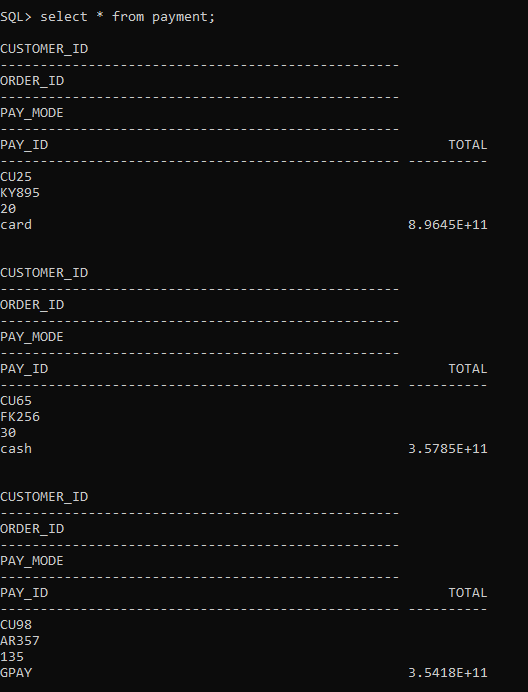 SQL> select * from payment;
CUSTOMER_ID
--------------------------------------------------
ORDER_ID
--------------------------------------------------
PAY_MODE
--------------------------------------------------
PAY_ID                                                  TOTAL
-------------------------------------------------- ----------
CU25
KY895
20
card                                               8.9645E+11
CUSTOMER_ID
--------------------------------------------------
ORDER_ID
--------------------------------------------------
PAY_MODE
--------------------------------------------------
PAY_ID                                                  TOTAL
-------------------------------------------------- ----------
CU65
FK256
30
cash                                               3.5785E+11
CUSTOMER_ID
--------------------------------------------------
ORDER_ID
--------------------------------------------------
PAY_MODE
--------------------------------------------------
PAY_ID                                                  TOTAL
-------------------------------------------------- ----------
CU98
AR357
135
GPAY                                               3.5418E+11